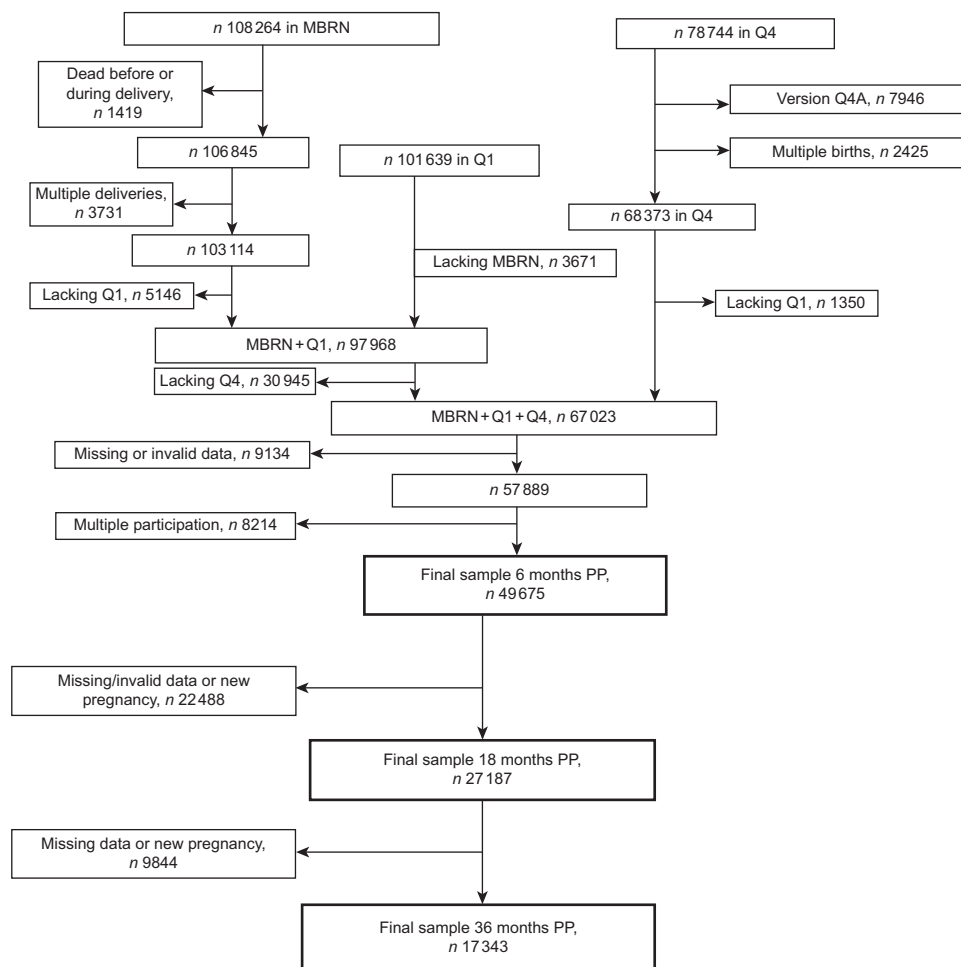 n 108 264 in MBRN
n 78 744 in Q4
Dead before or
during delivery,
n 1419
Version Q4A, n 7946
n 106 845
n 101 639 in Q1
Multiple births, n 2425
Multiple deliveries,
n 3731
n 68 373 in Q4
n 103 114
Lacking MBRN, n 3671
Lacking Q1, n 5146
Lacking Q1, n 1350
MBRN + Q1, n 97 968
Lacking Q4, n 30 945
MBRN + Q1 + Q4, n 67 023
Missing or invalid data, n 9134
n 57 889
Multiple participation, n 8214
Final sample 6 months PP,
n 49 675
Missing/invalid data or new
pregnancy, n 22 488
Final sample 18 months PP,
n 27 187
Missing data or new pregnancy,
n 9844
Final sample 36 months PP,
n 17 343